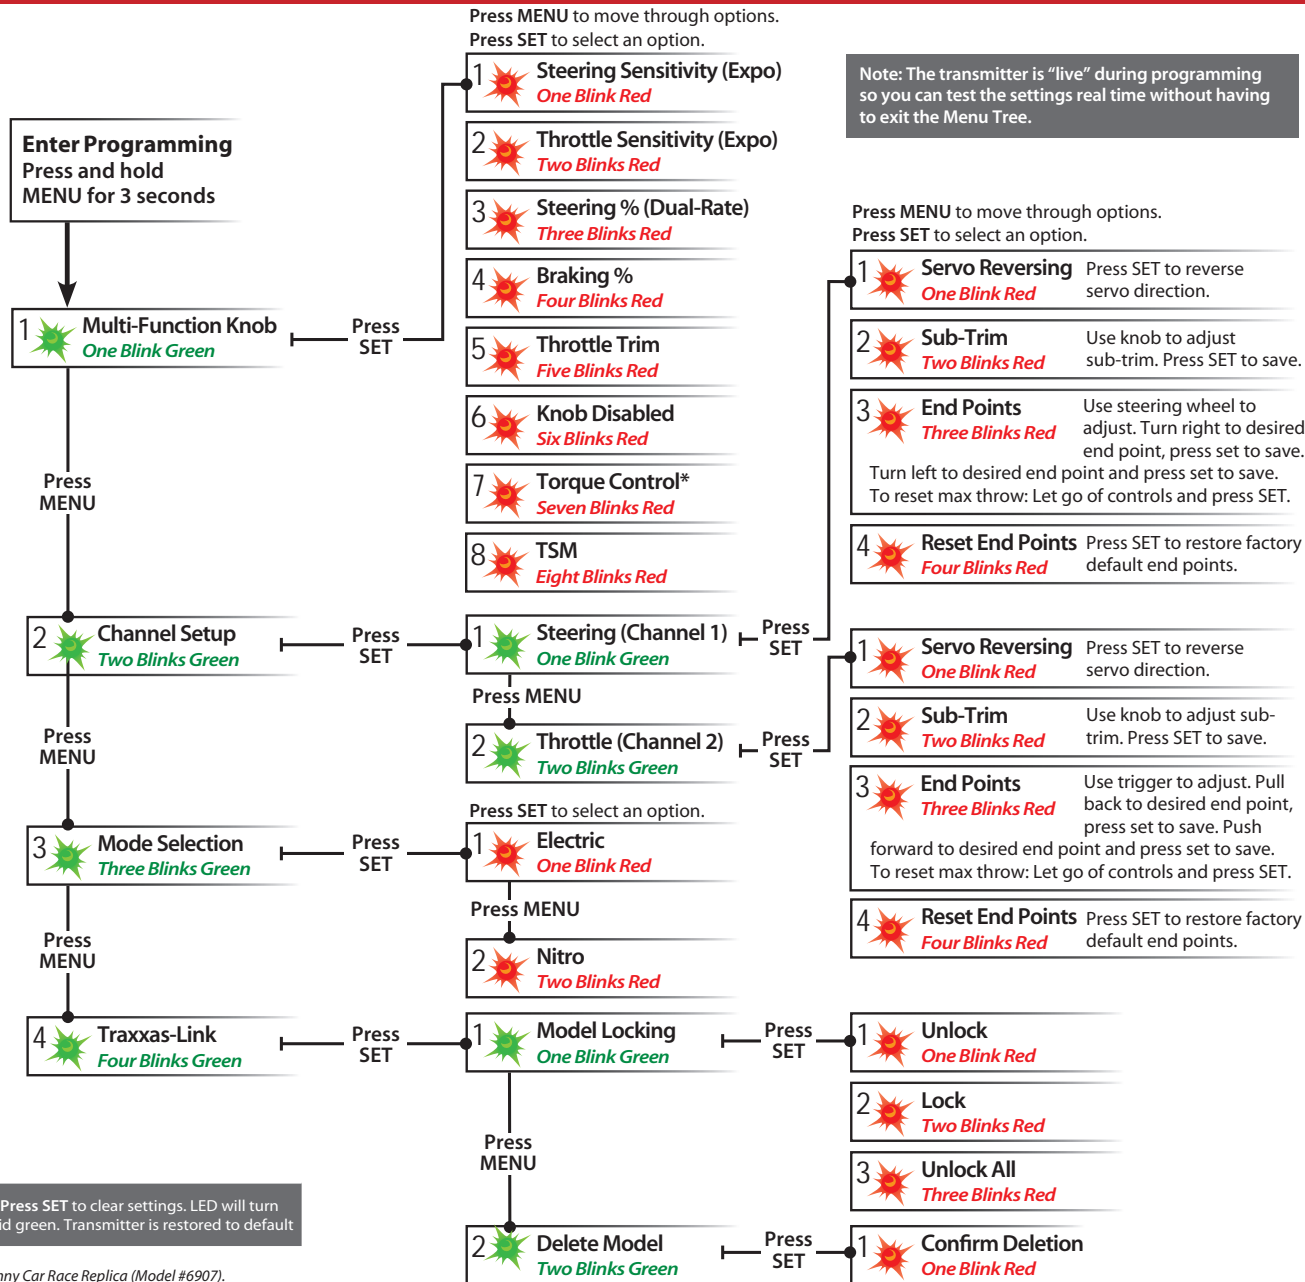 Press MENU to move through options.
Press SET to select an option.
1 Steering Sensitivity (Expo)
One Blink Red
2 Throttle Sensitivity (Expo)
Two Blinks Red
3 Steering % (Dual-Rate)
Three Blinks Red
4 Braking %
Four Blinks Red
5 Throttle Trim
Five Blinks Red
6 Knob Disabled
Six Blinks Red
7 Torque Control*
Seven Blinks Red
8 TSM
Eight Blinks Red
Note: The transmitter is “live” during programming
so you can test the settings real time without having
to exit the Menu Tree.
Enter Programming
Press and hold
MENU for 3 seconds
1 Multi-Function Knob
One Blink Green
Press
SET
Press
MENU
2 Channel Setup
Two Blinks Green
Press
SET
1 Steering (Channel 1)
One Blink Green
Press
SET
Press MENU
2 Throttle (Channel 2)
Two Blinks Green
Press
SET
Press MENU to move through options.
Press SET to select an option.
1 Servo Reversing
One Blink Red
Press SET to reverse
servo direction.
2 Sub-Trim
Two Blinks Red
Use knob to adjust
sub-trim. Press SET to save.
3 End Points
Three Blinks Red
Use steering wheel to
adjust. Turn right to desired
end point, press set to save.
Turn left to desired end point and press set to save.
To reset max throw: Let go of controls and press SET.
4 Reset End Points
Four Blinks Red
Press SET to restore factory
default end points.
1 Servo Reversing
One Blink Red
Press SET to reverse
servo direction.
2 Sub-Trim
Two Blinks Red
Use knob to adjust sub-
trim. Press SET to save.
3 End Points
Three Blinks Red
Use trigger to adjust. Pull
back to desired end point,
press set to save. Push
forward to desired end point and press set to save.
To reset max throw: Let go of controls and press SET.
4 Reset End Points
Four Blinks Red
Press SET to restore factory
default end points.
Press
MENU
3 Mode Selection
Three Blinks Green
Press
SET
Press SET to select an option.
1 Electric
One Blink Red
Press MENU
2 Nitro
Two Blinks Red
Press
MENU
4 Traxxas-Link
Four Blinks Green
Press
SET
1 Model Locking
One Blink Green
Press
SET
1 Unlock
One Blink Red
2 Lock
Two Blinks Red
3 Unlock All
Three Blinks Red
Press
MENU
2 Delete Model
Two Blinks Green
Press
SET
1 Confirm Deletion
One Blink Red
Press SET to clear settings. LED will turn
id green. Transmitter is restored to default
nny Car Race Replica (Model #6907).